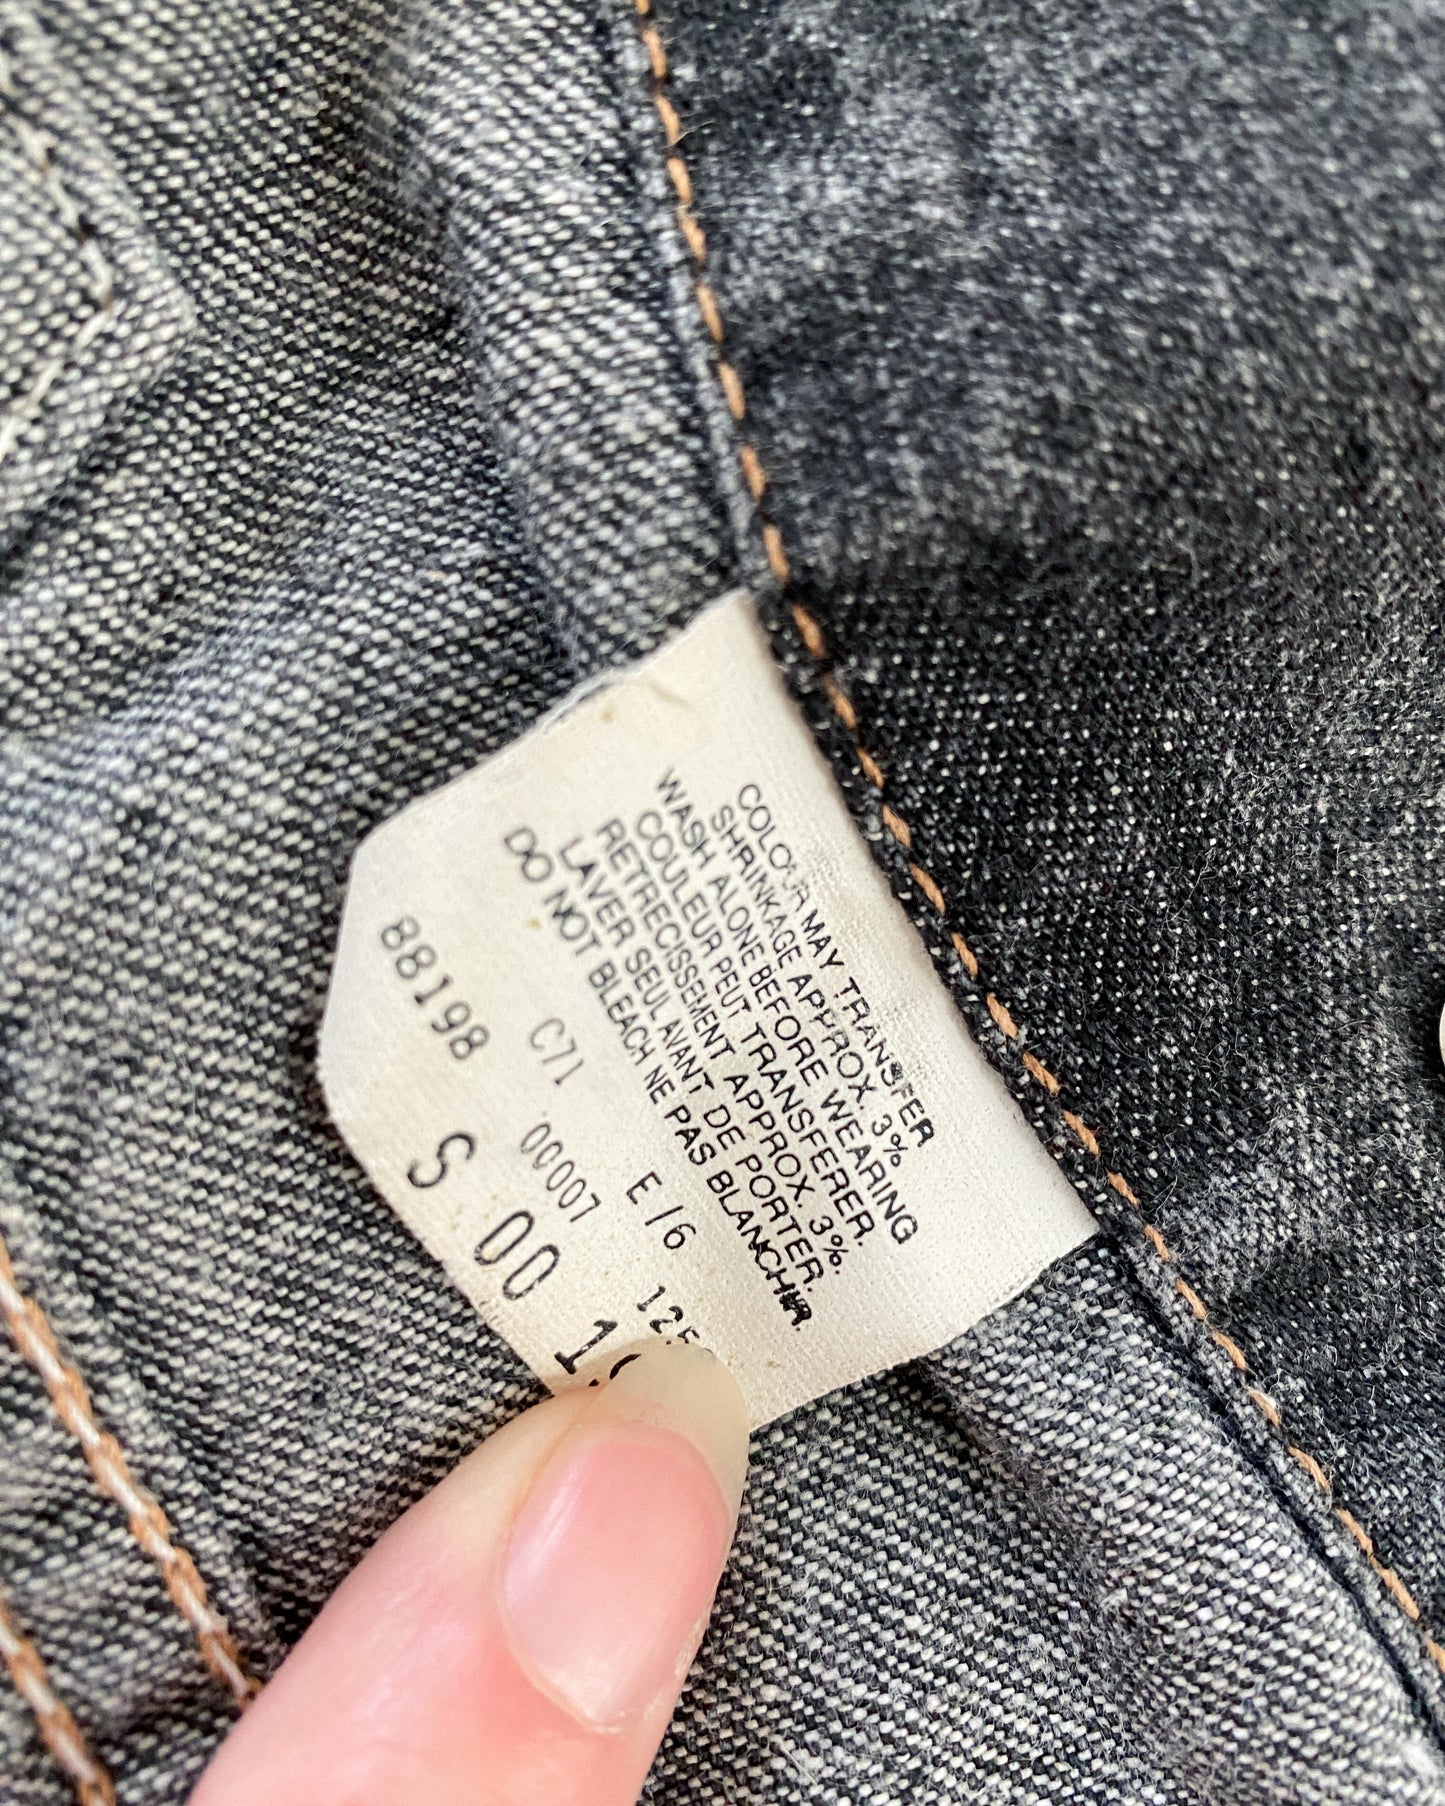 COLOUR MAY TRANSFER
SHRINKAGE APPROX. 3%
WASH ALONE BEFORE WEARING
COULEUR PEUT TRANSFERER.
RETRECISSEMENT APPROX. 3%.
LAVER SEUL AVANT DE PORTER.
DO NOT BLEACH NE PAS BLANCHIR.
E/6
C71 00007
88198
S 00